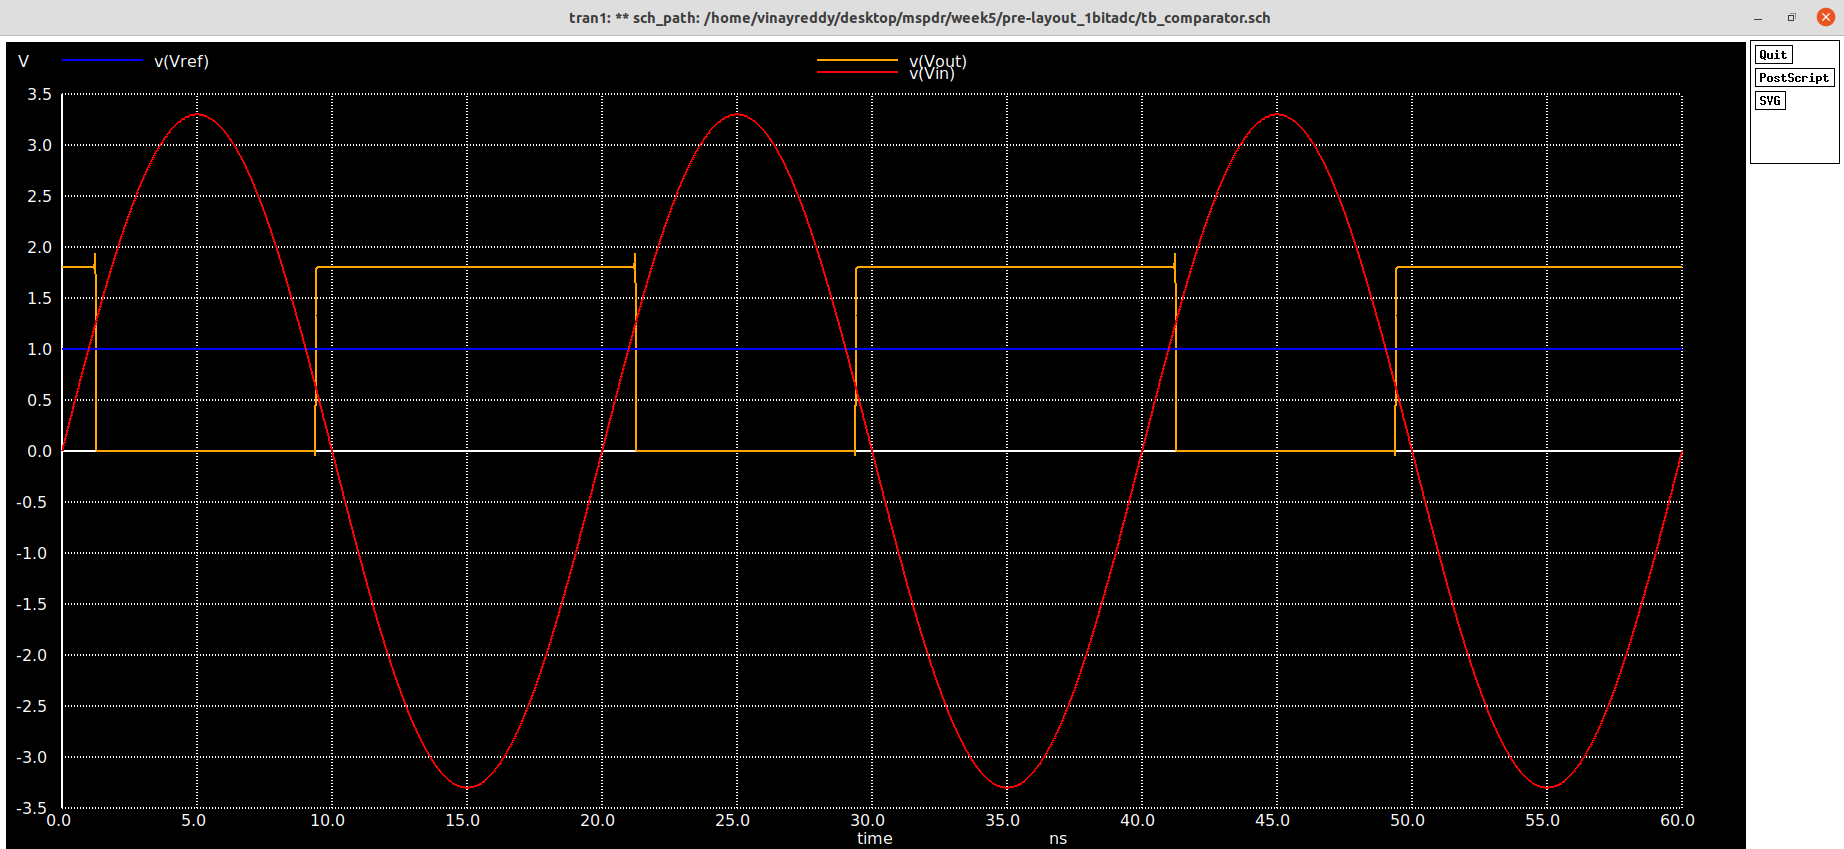 tran1: ** sch_path: /home/vinayreddy/desktop/mspdr/week5/pre-layout_1bitadc/tb_comparator.sch
Quit
PostScript
SVG
V
v(Vref)
v(Vout)
v(Vin)
3.5
3.0
2.5
2.0
1.5
1.0
0.5
0.0
-0.5
-1.0
-1.5
-2.0
-2.5
-3.0
-3.5
0.0 5.0 10.0 15.0 20.0 25.0 30.0 35.0 40.0 45.0 50.0 55.0 60.0
time ns